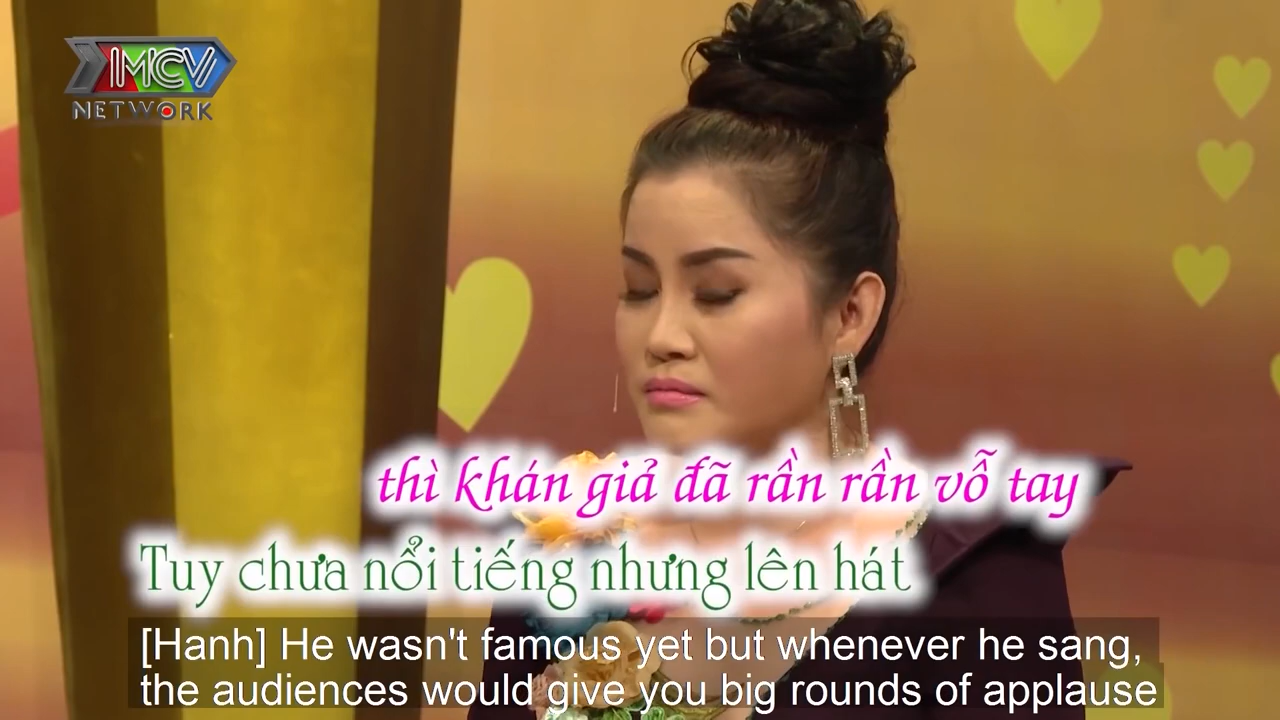 MCV
NETWORK
thì khán giả đã rần rần vỗ tay
Tuy chưa nổi tiếng nhưng lên hát
[Hanh] He wasn't famous yet but whenever he sang,
the audiences would give you big rounds of applause